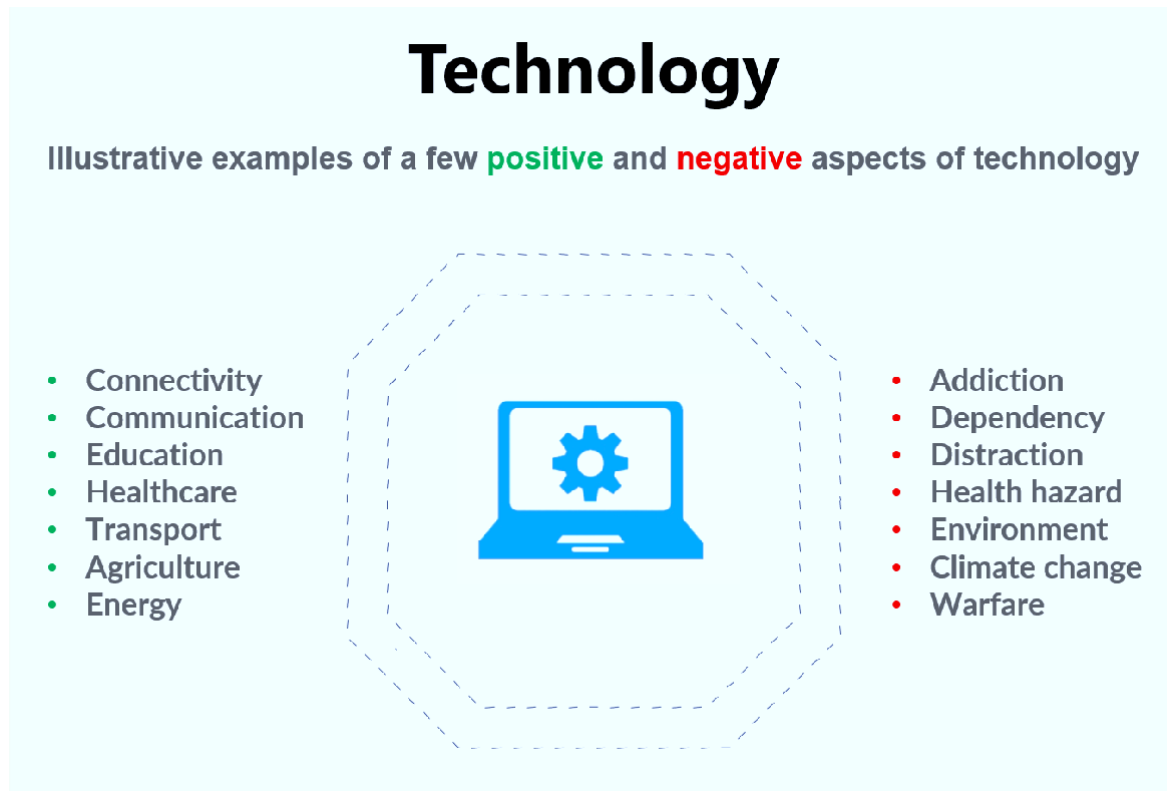 Technology
Illustrative examples of a few positive and negative aspects of technology
• Connectivity
• Communication
• Education
• Healthcare
• Transport
• Agriculture
• Energy
• Addiction
• Dependency
• Distraction
• Health hazard
• Environment
• Climate change
• Warfare